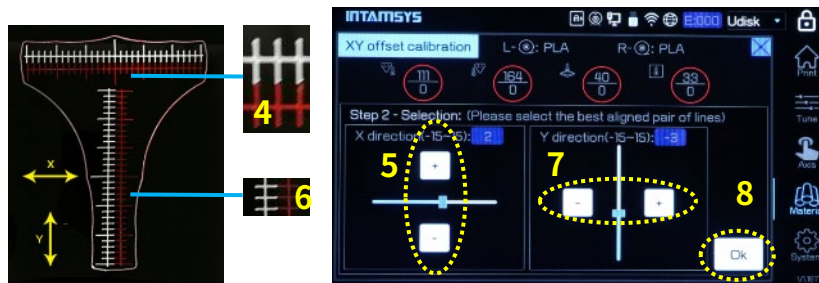 INTAMSYS
E:000 Udisk
XY offset calibration L- : PLA R- : PLA
111 164 40 33
0 0 0 0
Step 2 - Selection: (Please select the best aligned pair of lines)
X direction(-15~15): 2
Y direction(-15~15): -3
+
-
- +
Ok
Print
Tune
Axis
Material
System
X
Y
4
5
6
7
8